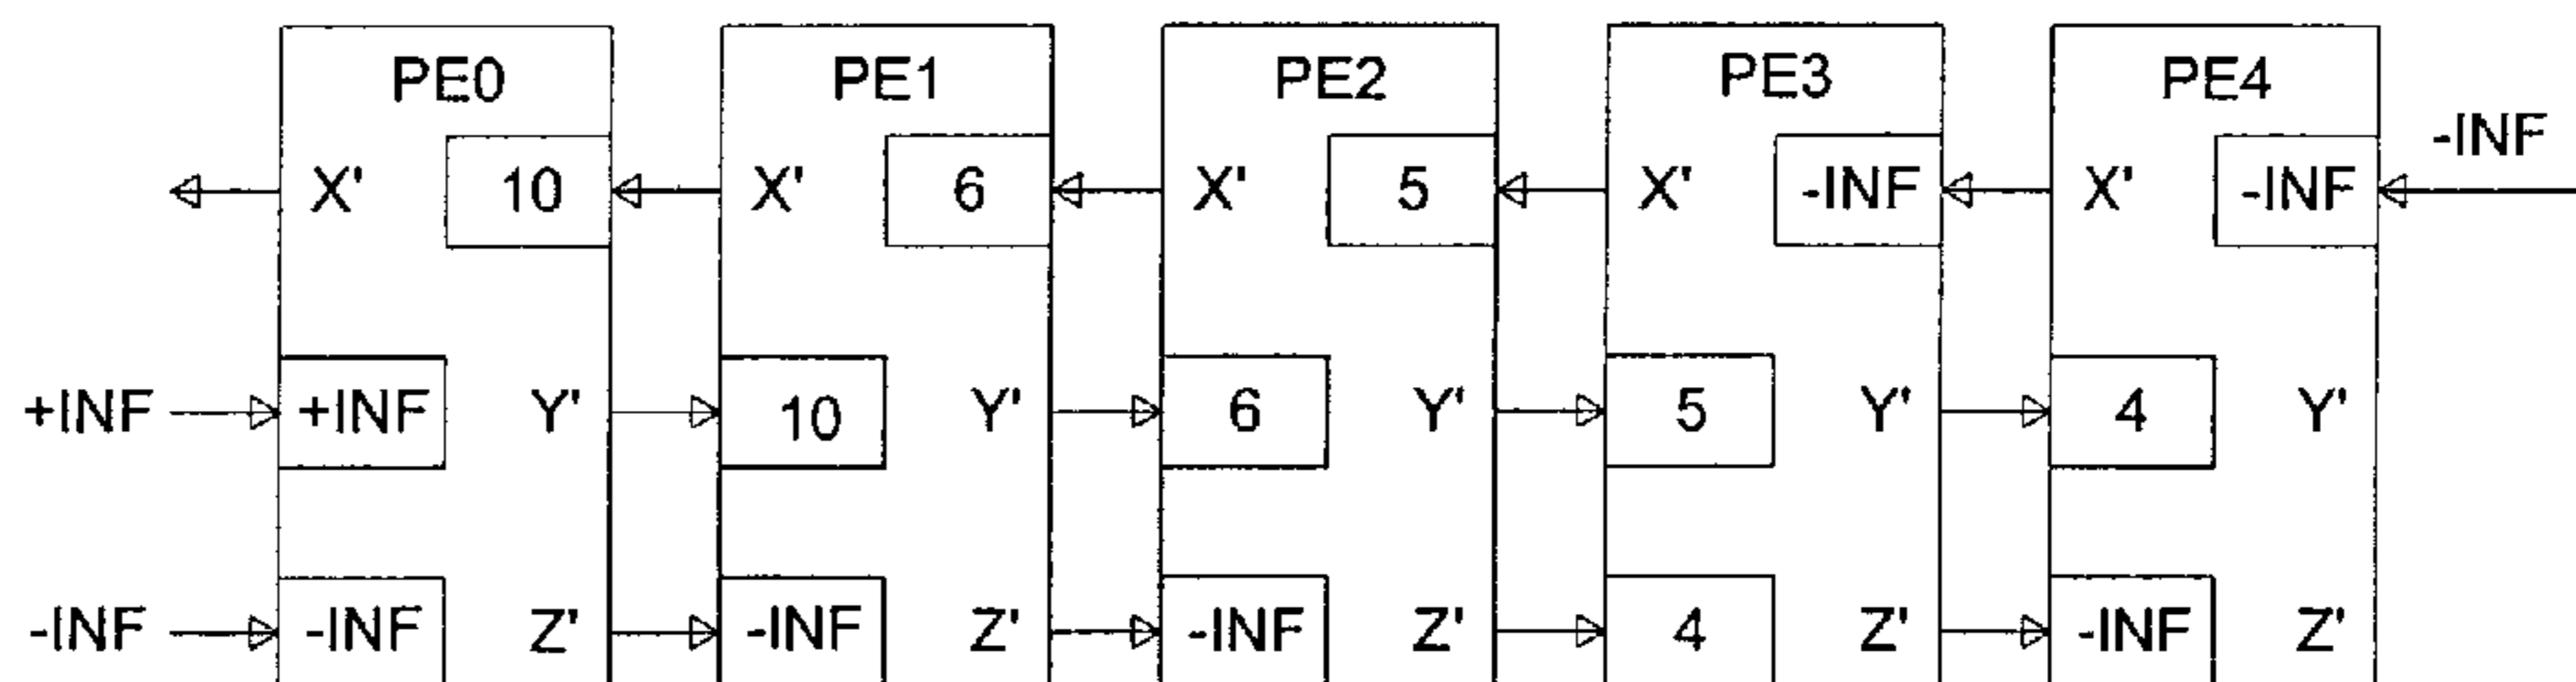 PE0 PE1 PE2 PE3 PE4
-INF
X' 10 X' 6 X' 5 X' -INF X' -INF
+INF +INF Y' 10 Y' 6 Y' 5 Y' 4 Y'
-INF -INF Z' -INF Z' -INF Z' 4 Z' -INF Z'